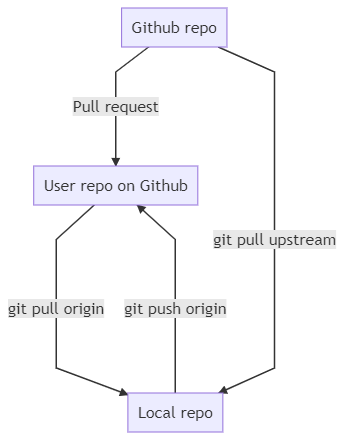 Github repo
Pull request
User repo on Github
git pull upstream
git pull origin
git push origin
Local repo